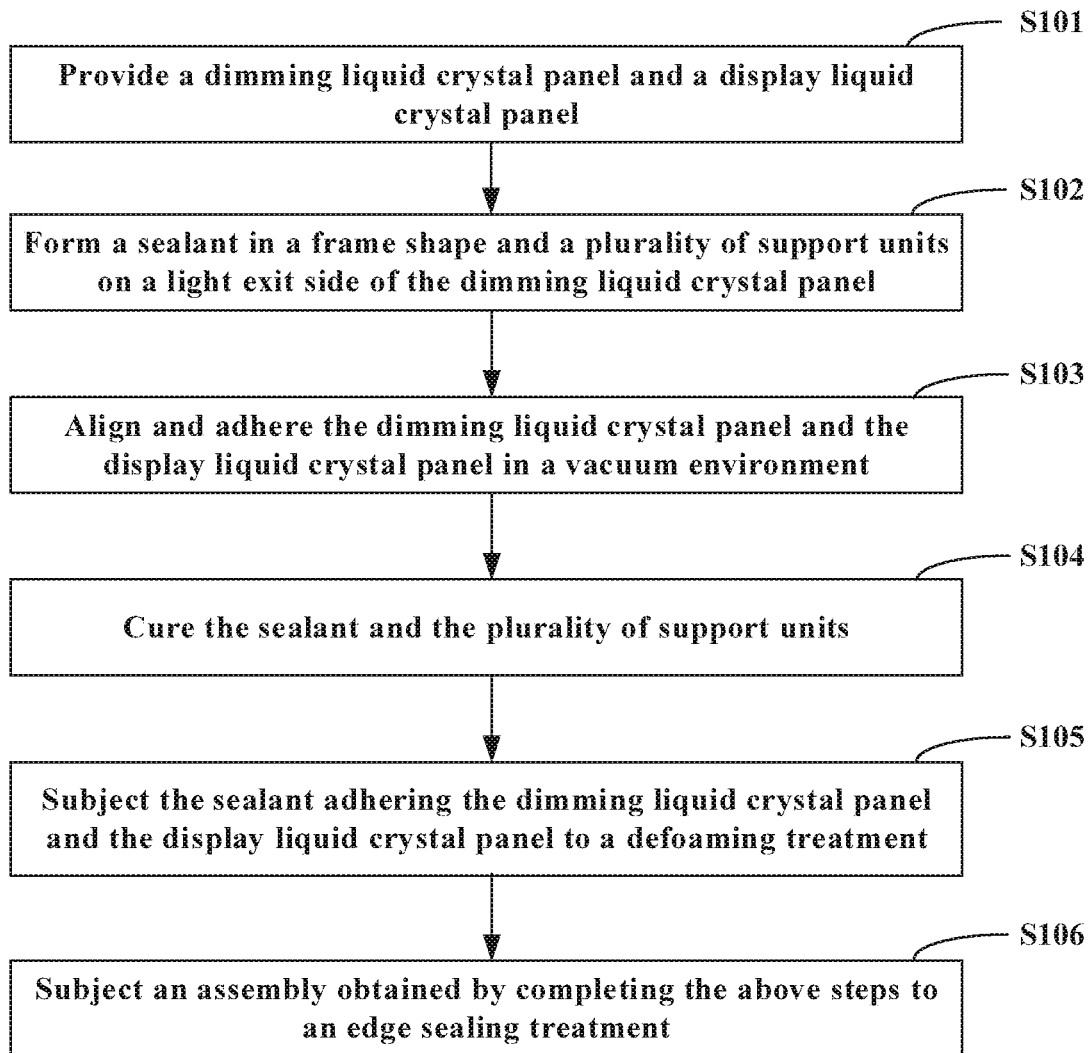 S101
Provide a dimming liquid crystal panel and a display liquid
crystal panel
S102
Form a sealant in a frame shape and a plurality of support units
on a light exit side of the dimming liquid crystal panel
S103
Align and adhere the dimming liquid crystal panel and the
display liquid crystal panel in a vacuum environment
S104
Cure the sealant and the plurality of support units
S105
Subject the sealant adhering the dimming liquid crystal panel
and the display liquid crystal panel to a defoaming treatment
S106
Subject an assembly obtained by completing the above steps to
an edge sealing treatment